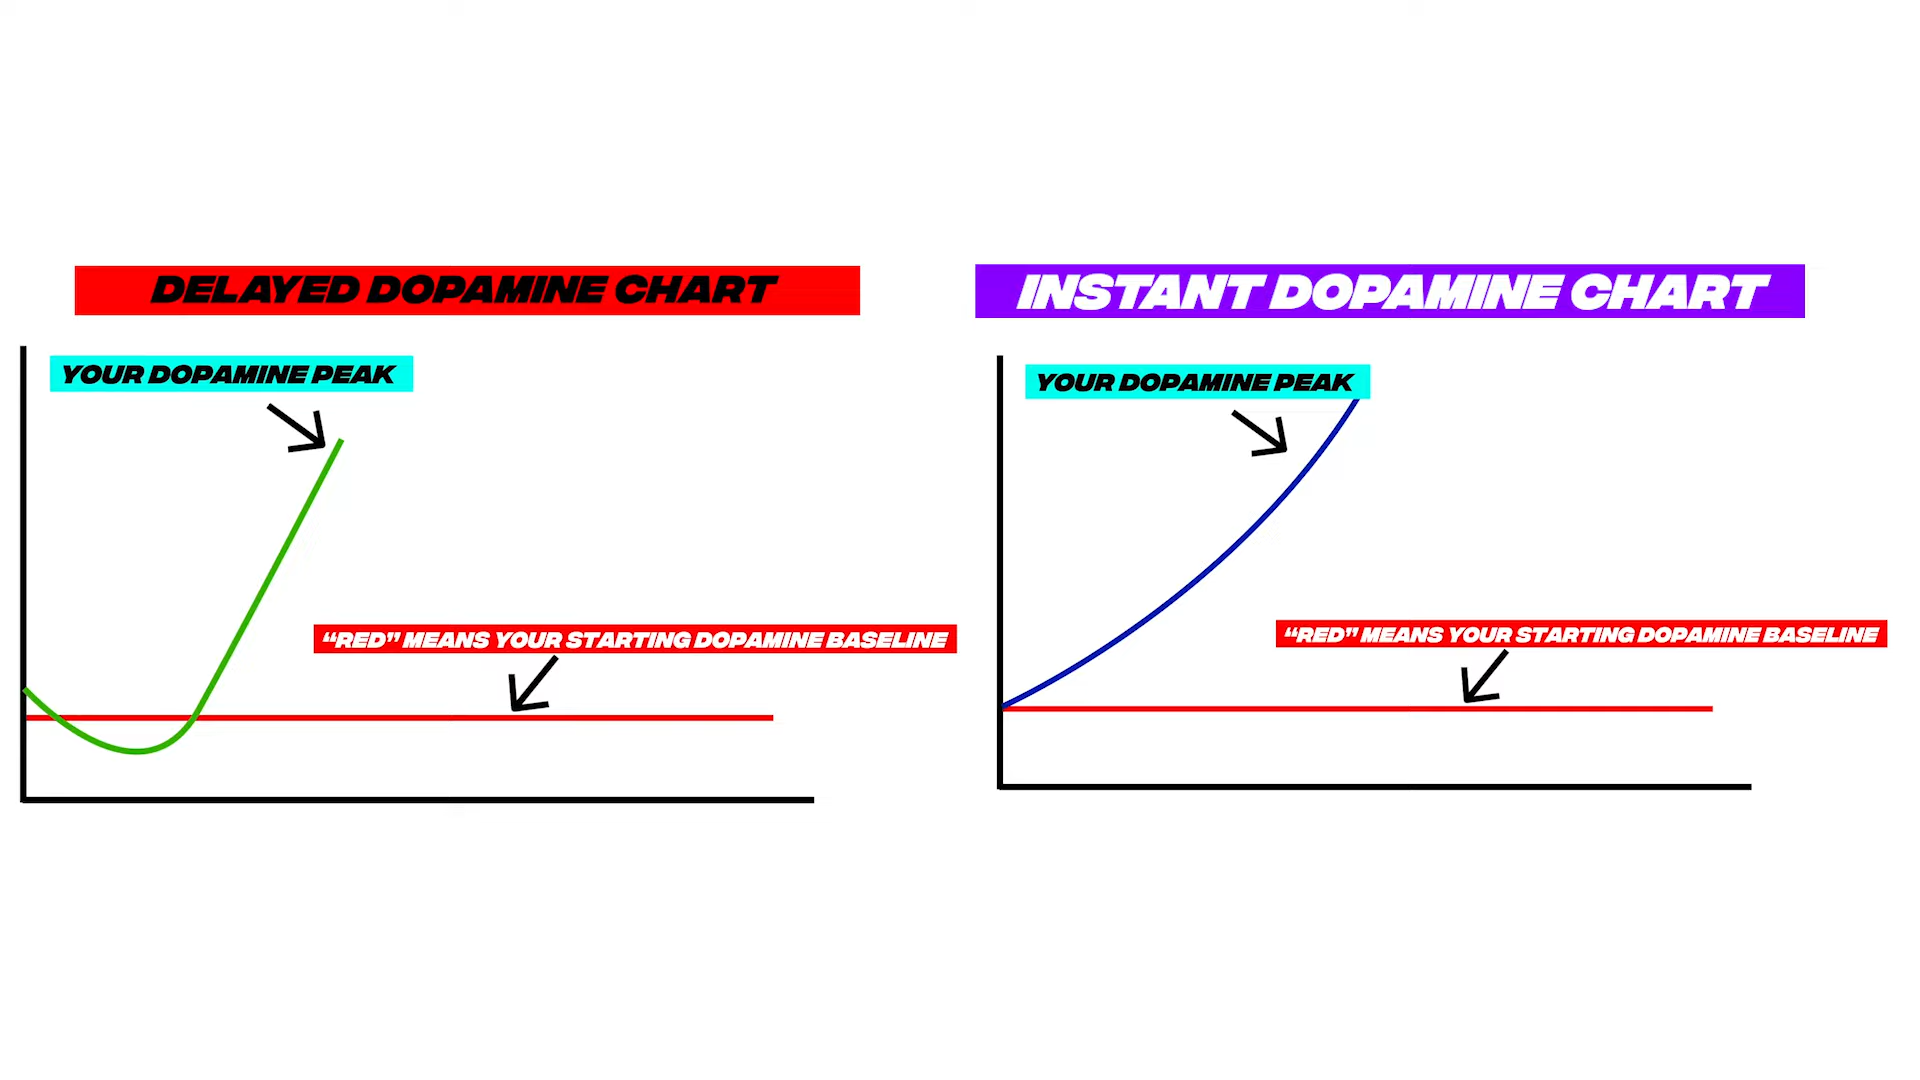 DELAYED DOPAMINE CHART
YOUR DOPAMINE PEAK
“RED” MEANS YOUR STARTING DOPAMINE BASELINE
INSTANT DOPAMINE CHART
YOUR DOPAMINE PEAK
“RED” MEANS YOUR STARTING DOPAMINE BASELINE